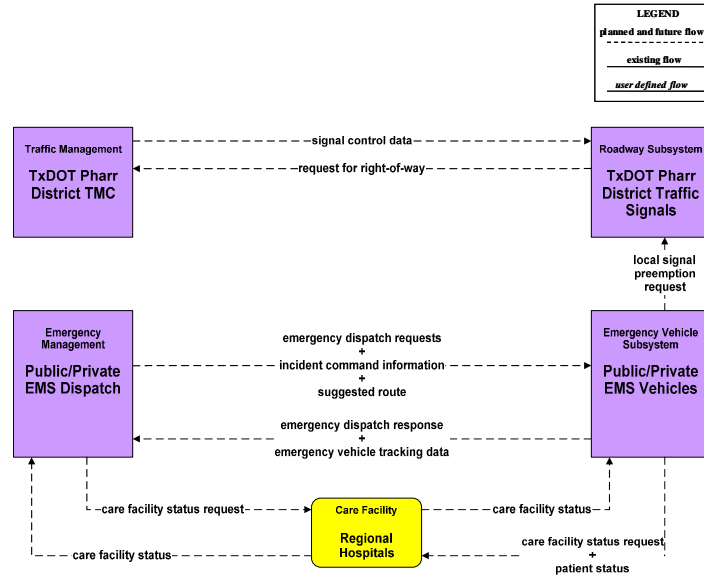 LEGEND
planned and future flow
existing flow
user defined flow
Traffic Management
TxDOT Pharr
District TMC
signal control data
request for right-of-way
Roadway Subsystem
TxDOT Pharr
District Traffic
Signals
local signal
preemption
request
Emergency
Management
Public/Private
EMS Dispatch
emergency dispatch requests
+
incident command information
+
suggested route
emergency dispatch response
+
emergency vehicle tracking data
Emergency Vehicle
Subsystem
Public/Private
EMS Vehicles
care facility status request
care facility status
Care Facility
Regional
Hospitals
care facility status
care facility status request
+
patient status